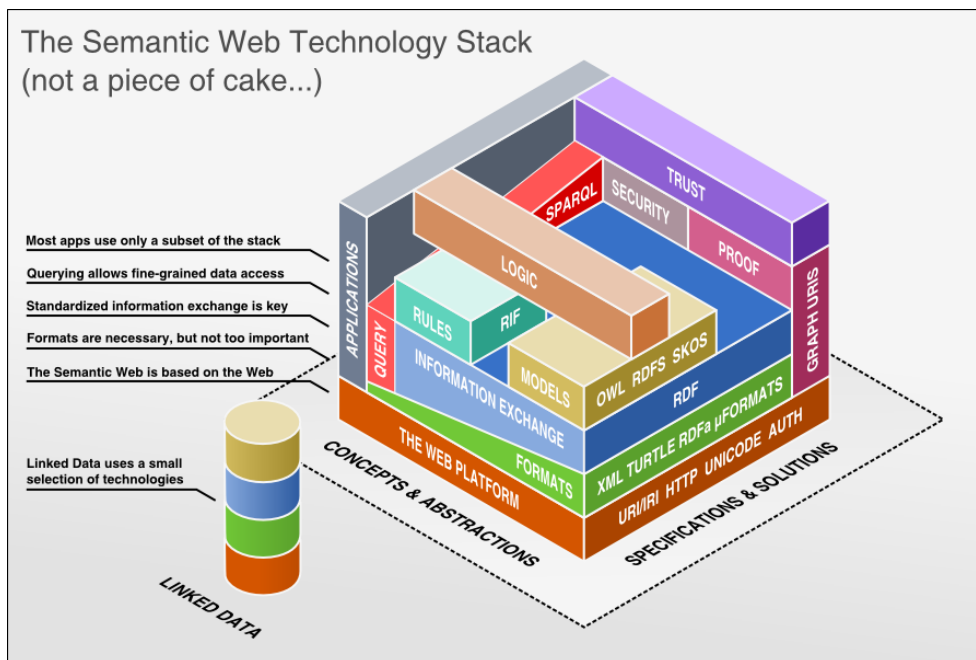 The Semantic Web Technology Stack
(not a piece of cake...)
Most apps use only a subset of the stack
Querying allows fine-grained data access
Standardized information exchange is key
Formats are necessary, but not too important
The Semantic Web is based on the Web
Linked Data uses a small
selection of technologies
LINKED DATA
APPLICATIONS
QUERY
SPARQL
SECURITY
TRUST
PROOF
GRAPH URIS
LOGIC
RULES
RIF
MODELS
OWL RDFS SKOS
INFORMATION EXCHANGE
RDF
FORMATS
XML TURTLE RDFa µFORMATS
THE WEB PLATFORM
URI/IRI HTTP UNICODE AUTH
CONCEPTS & ABSTRACTIONS
SPECIFICATIONS & SOLUTIONS